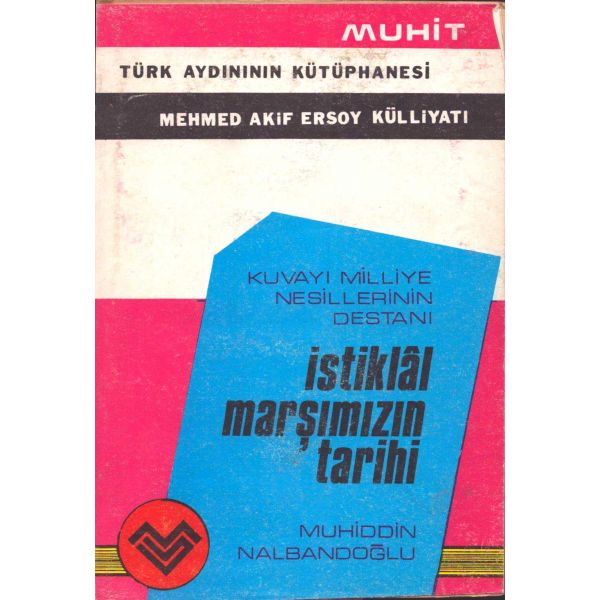 MUHİT
TÜRK AYDINININ KÜTÜPHANESİ
MEHMED AKİF ERSOY KÜLLİYATI
KUVAYI MİLLİYE
NESİLLERİNİN
DESTANI
istiklâl
marşımızın
tarihi
MUHİDDİN
NALBANDOĞLU